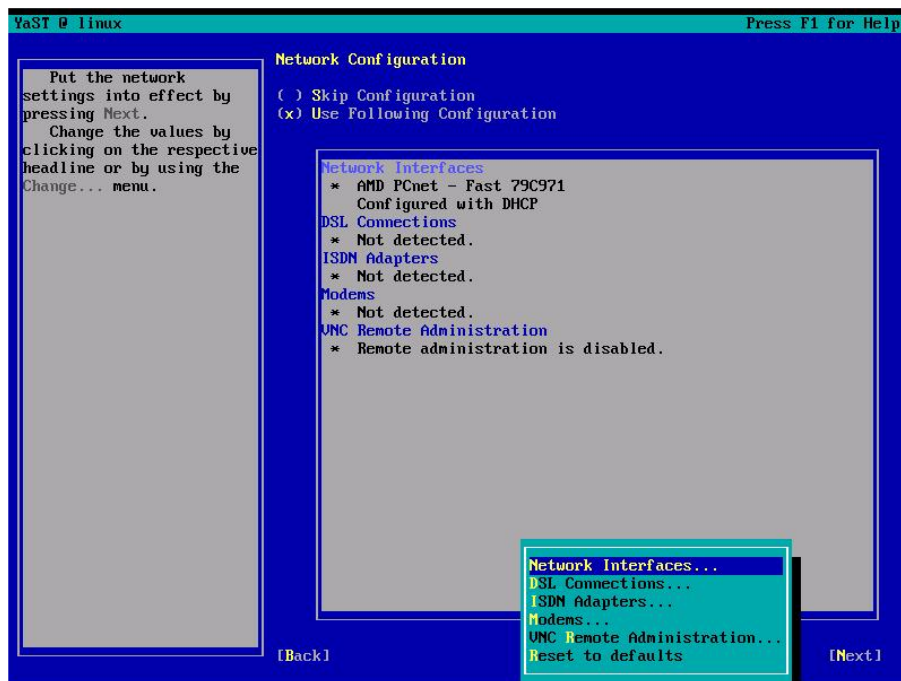 YaST @ linux Press F1 for Help
Put the network
settings into effect by
pressing Next.
Change the values by
clicking on the respective
headline or by using the
Change... menu.
Network Configuration
( ) Skip Configuration
(x) Use Following Configuration
Network Interfaces
* AMD PCnet - Fast 79C971
Configured with DHCP
DSL Connections
* Not detected.
ISDN Adapters
* Not detected.
Modems
* Not detected.
VNC Remote Administration
* Remote administration is disabled.
Network Interfaces...
DSL Connections...
ISDN Adapters...
Modems...
VNC Remote Administration...
Reset to defaults
[Back] [Next]